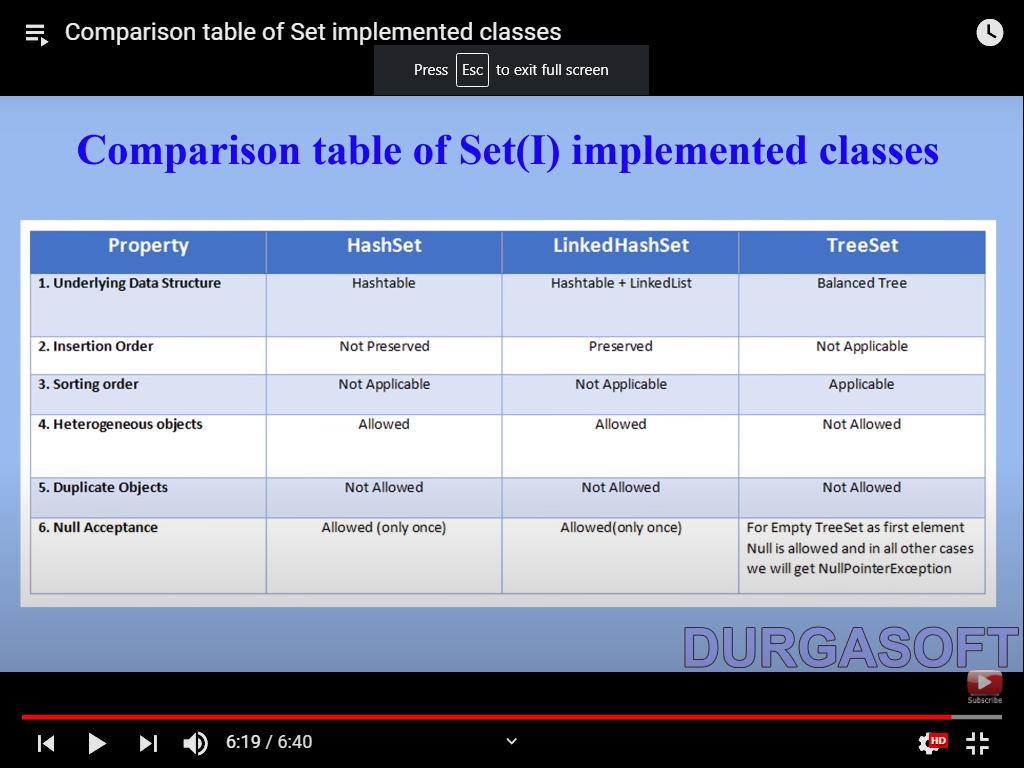 Comparison table of Set implemented classes
Press Esc to exit full screen
Comparison table of Set(I) implemented classes
Property HashSet LinkedHashSet TreeSet
1. Underlying Data Structure Hashtable Hashtable + LinkedList Balanced Tree
2. Insertion Order Not Preserved Preserved Not Applicable
3. Sorting order Not Applicable Not Applicable Applicable
4. Heterogeneous objects Allowed Allowed Not Allowed
5. Duplicate Objects Not Allowed Not Allowed Not Allowed
6. Null Acceptance Allowed (only once) Allowed(only once) For Empty TreeSet as first element
Null is allowed and in all other cases
we will get NullPointerException
DURGASOFT
Subscribe
6:19 / 6:40
HD